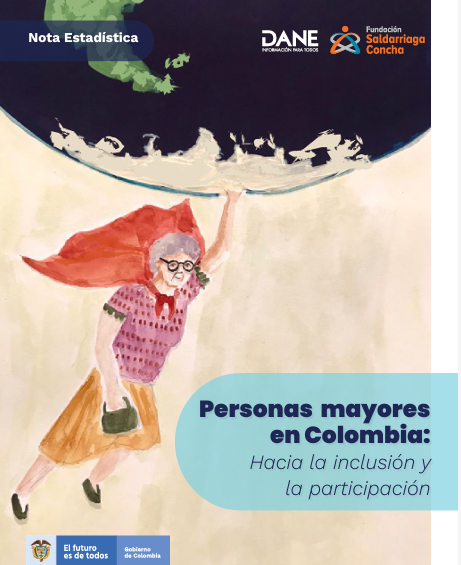 Nota Estadística
DANE
INFORMACIÓN PARA TODOS
Fundación
Saldarriaga
Concha
Personas mayores
en Colombia:
Hacia la inclusión y
la participación
El futuro
es de todos
Gobierno
de Colombia